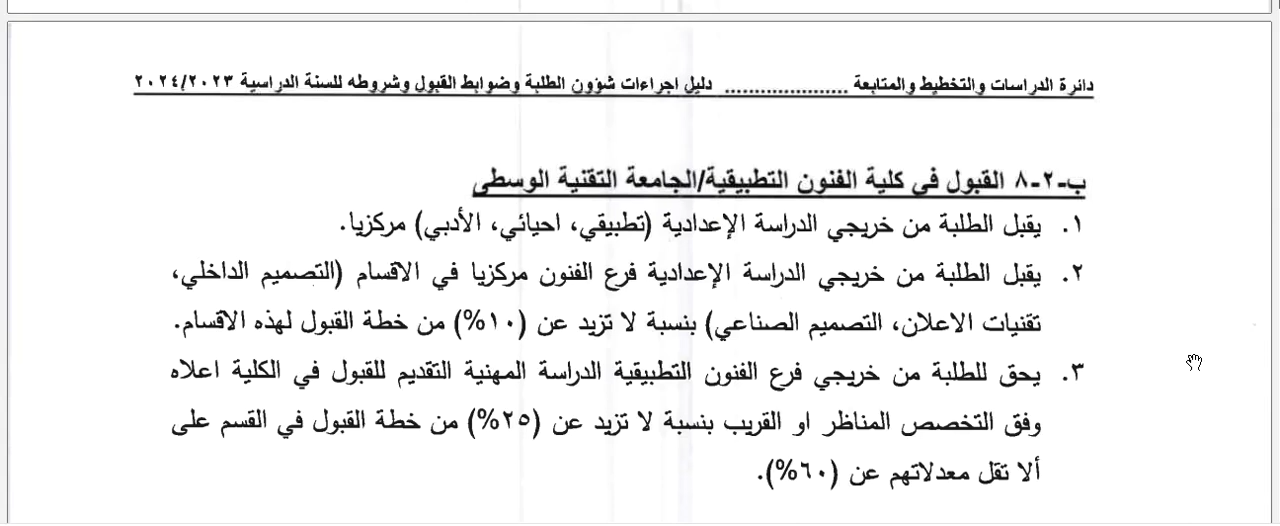 دائرة الدراسات والتخطيط والمتابعة ..................... دليل اجراءات شؤون الطلبة وضوابط القبول وشروطه للسنة الدراسية ٢٠٢٤/٢٠٢٣
ب-٢-٨ القبول في كلية الفنون التطبيقية/الجامعة التقنية الوسطى
١. يقبل الطلبة من خريجي الدراسة الإعدادية (تطبيقي، احيائي، الأدبي) مركزيا.
٢. يقبل الطلبة من خريجي الدراسة الإعدادية فرع الفنون مركزيا في الاقسام (التصميم الداخلي،
تقنيات الاعلان، التصميم الصناعي) بنسبة لا تزيد عن (١٠%) من خطة القبول لهذه الاقسام.
٣. يحق للطلبة من خريجي فرع الفنون التطبيقية الدراسة المهنية التقديم للقبول في الكلية اعلاه
وفق التخصص المناظر او القريب بنسبة لا تزيد عن (٢٥%) من خطة القبول في القسم على
ألا تقل معدلاتهم عن (٦٠%).